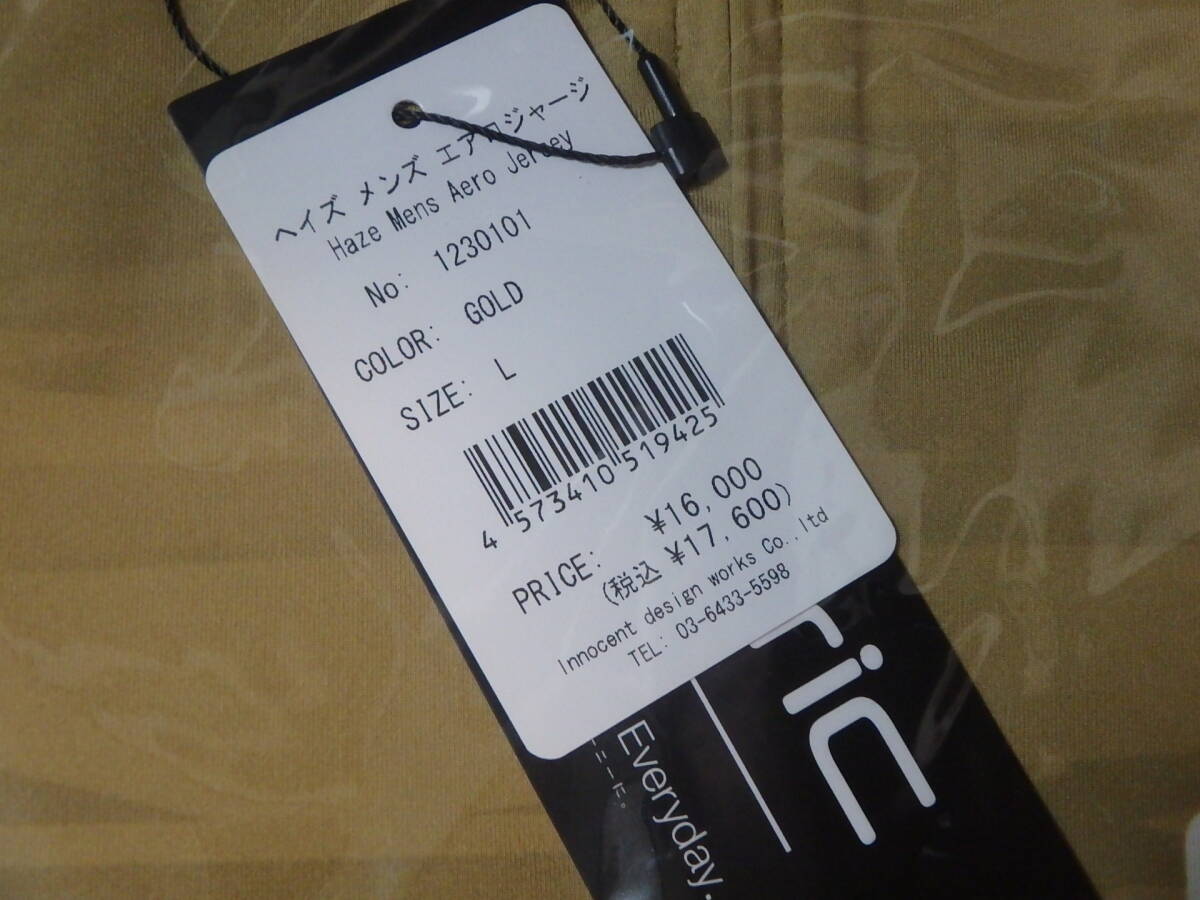 ヘイズ メンズ エアロジャージ
Haze Mens Aero Jersey
No: 1230101
COLOR: GOLD
SIZE: L
4 573410 519425
PRICE: ¥16,000
(税込 ¥17,600)
Innocent design works Co.,ltd
TEL: 03-6433-5598
ric
Everyday.